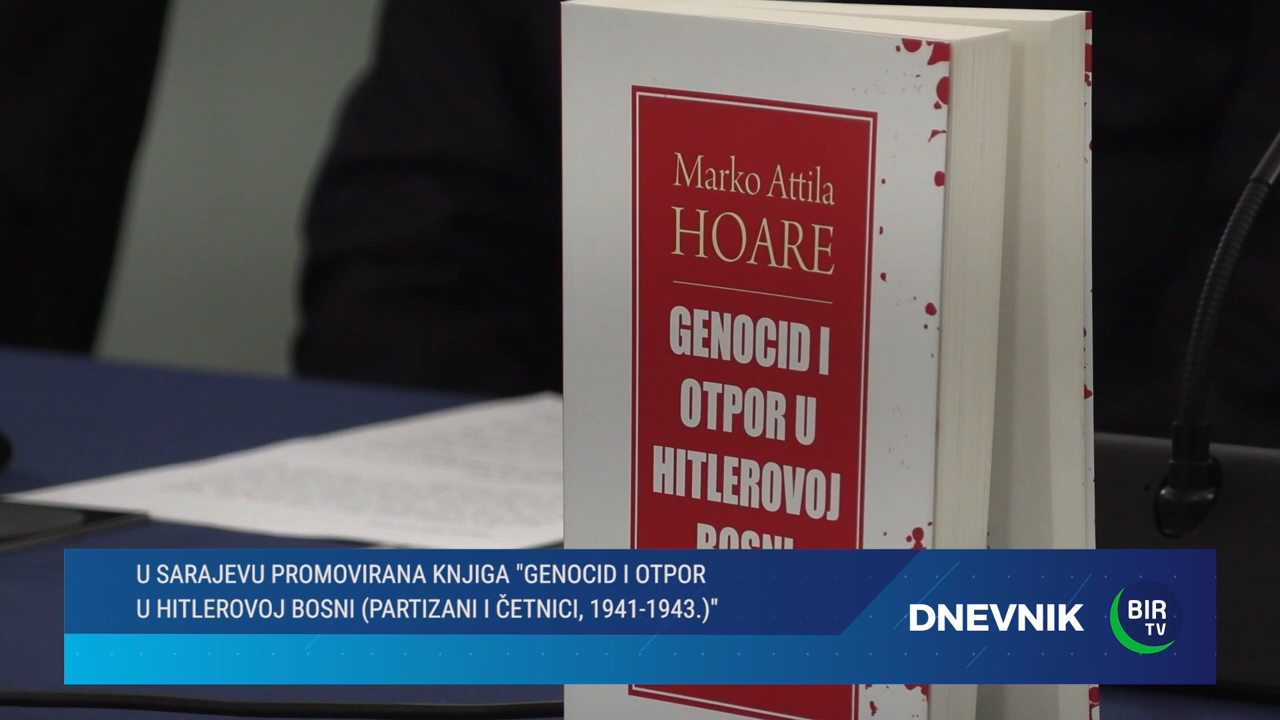 Marko Attila
HOARE
GENOCID I
OTPOR U
HITLEROVOJ
BOSNI
U SARAJEVU PROMOVIRANA KNJIGA "GENOCID I OTPOR
U HITLEROVOJ BOSNI (PARTIZANI I ČETNICI, 1941-1943.)"
DNEVNIK
BIR
TV